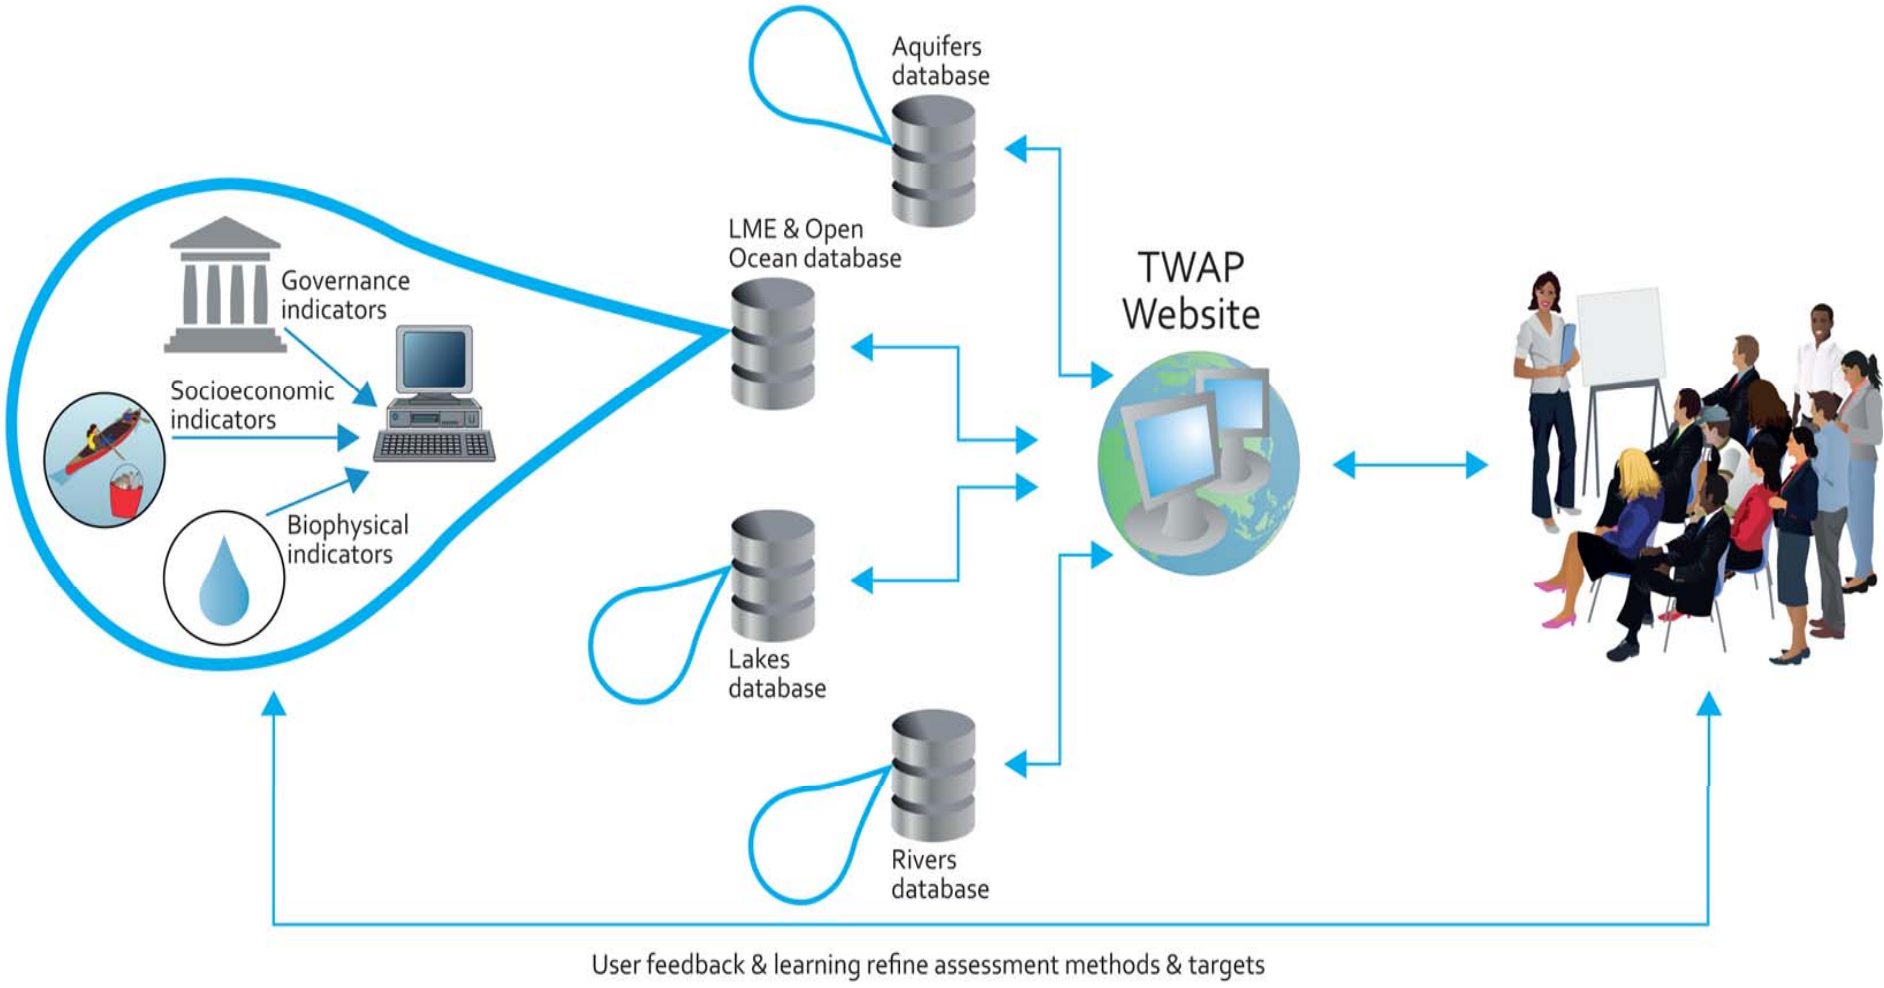 Aquifers
database
LME & Open
Ocean database
TWAP
Website
Governance
indicators
Socioeconomic
indicators
Biophysical
indicators
Lakes
database
Rivers
database
User feedback & learning refine assessment methods & targets